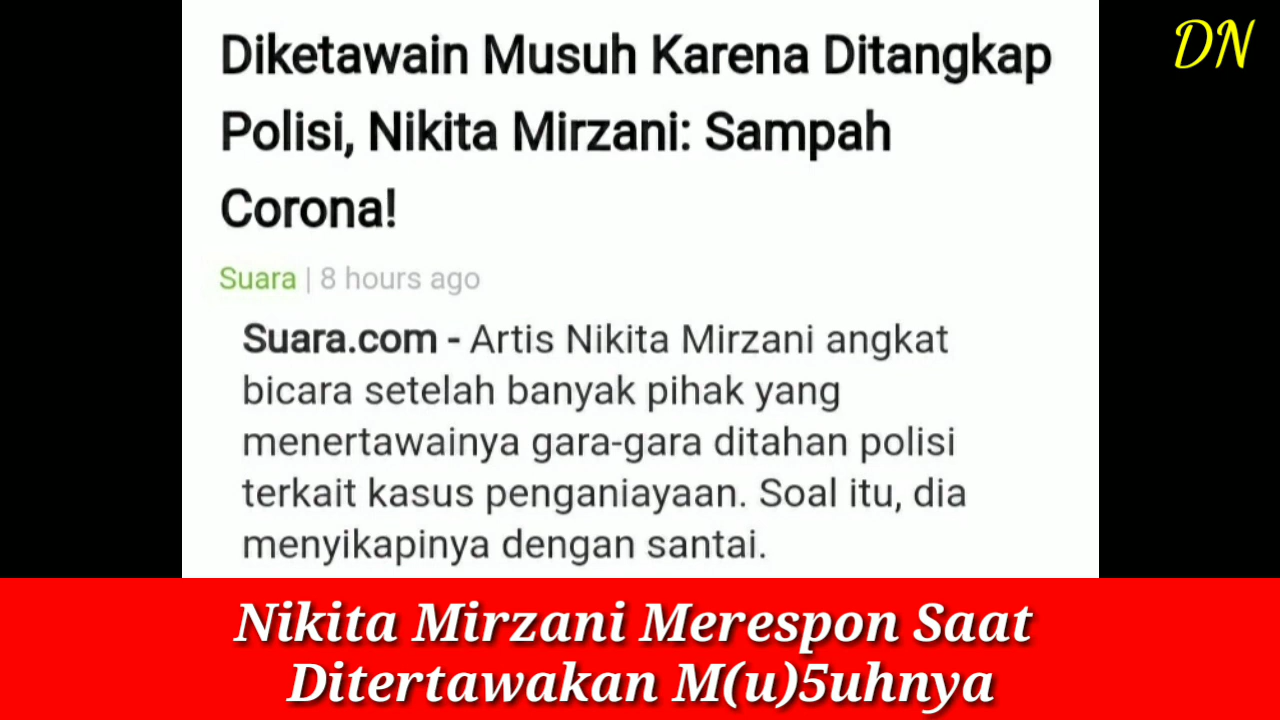 Diketawain Musuh Karena Ditangkap
Polisi, Nikita Mirzani: Sampah
Corona!
DN
Suara | 8 hours ago
Suara.com - Artis Nikita Mirzani angkat
bicara setelah banyak pihak yang
menertawainya gara-gara ditahan polisi
terkait kasus penganiayaan. Soal itu, dia
menyikapinya dengan santai.
Nikita Mirzani Merespon Saat
Ditertawakan M(u)5uhnya